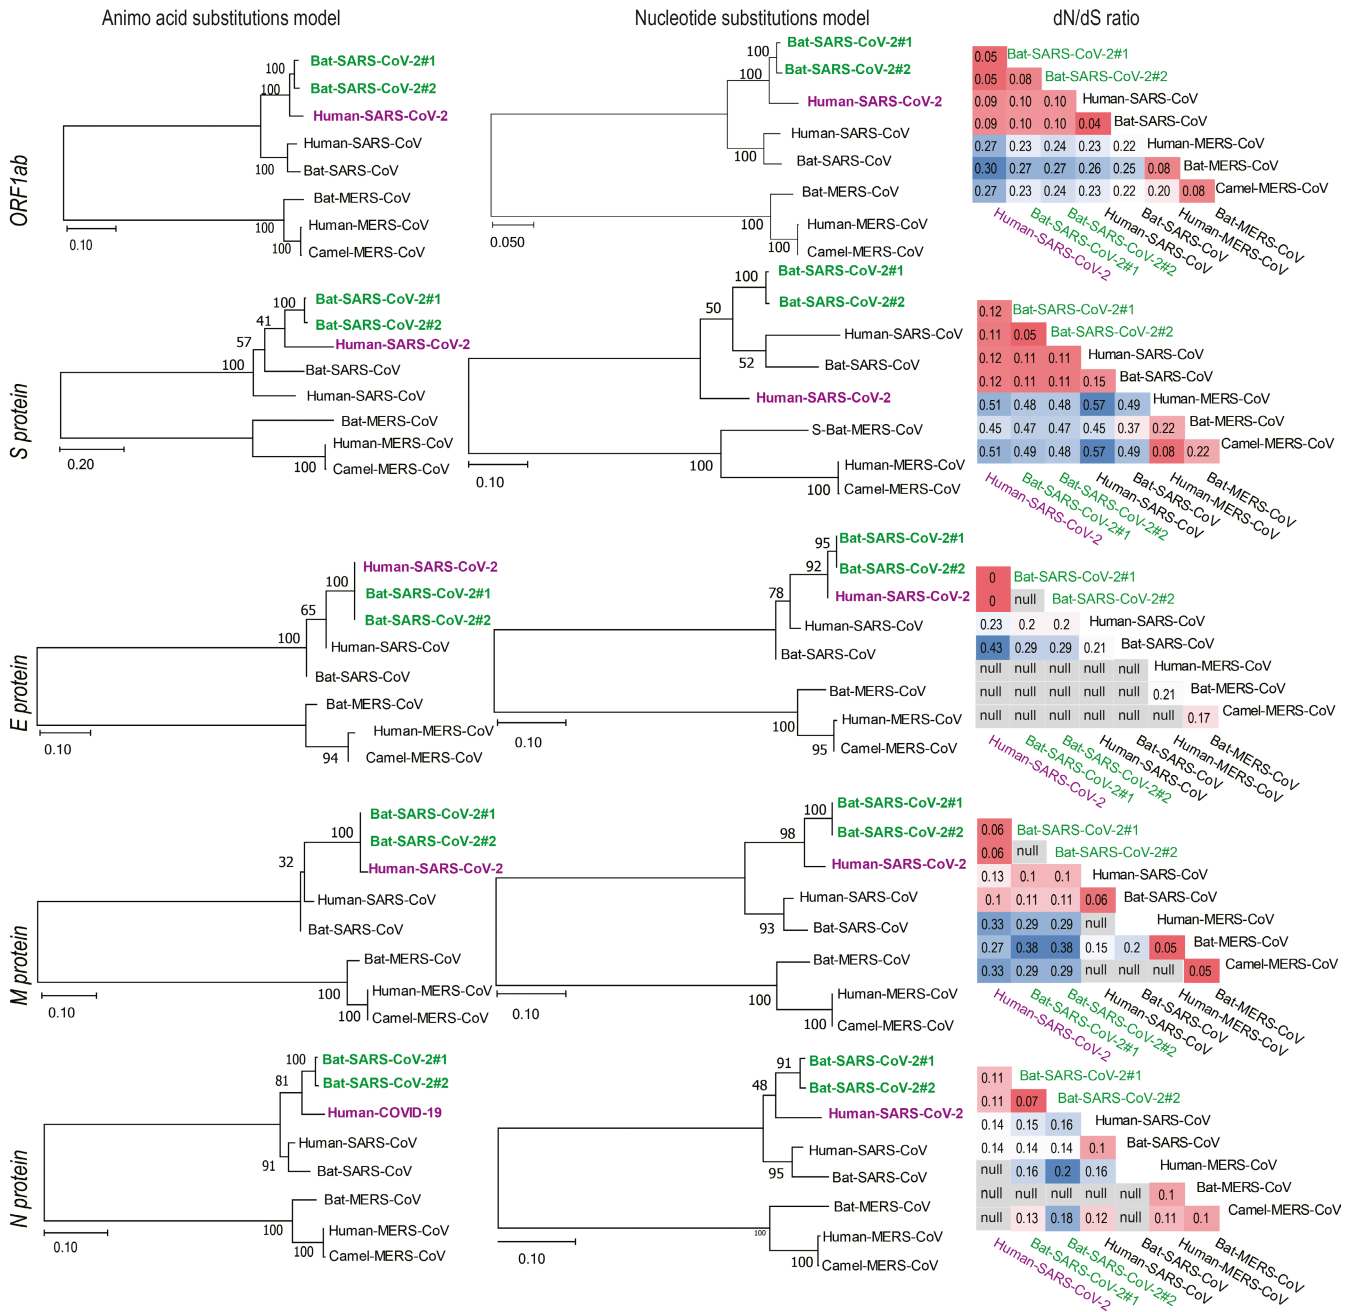 Animo acid substitutions model
Nucleotide substitutions model
dN/dS ratio
ORF1ab
100
Bat-SARS-CoV-2#1
100
Bat-SARS-CoV-2#2
Human-SARS-CoV-2
Human-SARS-CoV
100
Bat-SARS-CoV
Bat-MERS-CoV
100
Human-MERS-CoV
100
Camel-MERS-CoV
0.10
100
Bat-SARS-CoV-2#1
100
Bat-SARS-CoV-2#2
Human-SARS-CoV-2
Human-SARS-CoV
100
Bat-SARS-CoV
Bat-MERS-CoV
100
Human-MERS-CoV
100
Camel-MERS-CoV
0.050
0.05 Bat-SARS-CoV-2#1
0.05 0.08 Bat-SARS-CoV-2#2
0.09 0.10 0.10 Human-SARS-CoV
0.09 0.10 0.10 0.04 Bat-SARS-CoV
0.27 0.23 0.24 0.23 0.22 Human-MERS-CoV
0.30 0.27 0.27 0.26 0.25 0.08 Bat-MERS-CoV
0.27 0.23 0.24 0.23 0.22 0.20 0.08 Camel-MERS-CoV
Human-SARS-CoV-2
Bat-SARS-CoV-2#1
Bat-SARS-CoV-2#2
Human-SARS-CoV
Bat-SARS-CoV
Human-MERS-CoV
Bat-MERS-CoV
S protein
100
Bat-SARS-CoV-2#1
41
Bat-SARS-CoV-2#2
57
Human-SARS-CoV-2
100
Bat-SARS-CoV
Human-SARS-CoV
Bat-MERS-CoV
Human-MERS-CoV
100
Camel-MERS-CoV
0.20
100
Bat-SARS-CoV-2#1
50
Bat-SARS-CoV-2#2
Human-SARS-CoV
52
Bat-SARS-CoV
Human-SARS-CoV-2
S-Bat-MERS-CoV
100
Human-MERS-CoV
100
Camel-MERS-CoV
0.10
0.12 Bat-SARS-CoV-2#1
0.11 0.05 Bat-SARS-CoV-2#2
0.12 0.11 0.11 Human-SARS-CoV
0.12 0.11 0.11 0.15 Bat-SARS-CoV
0.51 0.48 0.48 0.57 0.49 Human-MERS-CoV
0.45 0.47 0.47 0.45 0.37 0.22 Bat-MERS-CoV
0.51 0.49 0.48 0.57 0.49 0.08 0.22 Camel-MERS-CoV
Human-SARS-CoV-2
Bat-SARS-CoV-2#1
Bat-SARS-CoV-2#2
Human-SARS-CoV
Bat-SARS-CoV
Human-MERS-CoV
Bat-MERS-CoV
E protein
Human-SARS-CoV-2
100
Bat-SARS-CoV-2#1
65
Bat-SARS-CoV-2#2
100
Human-SARS-CoV
Bat-SARS-CoV
Bat-MERS-CoV
Human-MERS-CoV
94
Camel-MERS-CoV
0.10
95
Bat-SARS-CoV-2#1
92
Bat-SARS-CoV-2#2
78
Human-SARS-CoV-2
Human-SARS-CoV
Bat-SARS-CoV
Bat-MERS-CoV
100
Human-MERS-CoV
95
Camel-MERS-CoV
0.10
0 Bat-SARS-CoV-2#1
0 null Bat-SARS-CoV-2#2
0.23 0.2 0.2 Human-SARS-CoV
0.43 0.29 0.29 0.21 Bat-SARS-CoV
null null null null null Human-MERS-CoV
null null null null null 0.21 Bat-MERS-CoV
null null null null null null 0.17 Camel-MERS-CoV
Human-SARS-CoV-2
Bat-SARS-CoV-2#1
Bat-SARS-CoV-2#2
Human-SARS-CoV
Bat-SARS-CoV
Human-MERS-CoV
Bat-MERS-CoV
M protein
Bat-SARS-CoV-2#1
100
Bat-SARS-CoV-2#2
32
Human-SARS-CoV-2
Human-SARS-CoV
Bat-SARS-CoV
Bat-MERS-CoV
100
Human-MERS-CoV
100
Camel-MERS-CoV
0.10
100
Bat-SARS-CoV-2#1
98
Bat-SARS-CoV-2#2
Human-SARS-CoV-2
Human-SARS-CoV
93
Bat-SARS-CoV
Bat-MERS-CoV
100
Human-MERS-CoV
100
Camel-MERS-CoV
0.10
0.06 Bat-SARS-CoV-2#1
0.06 null Bat-SARS-CoV-2#2
0.13 0.1 0.1 Human-SARS-CoV
0.1 0.11 0.11 0.06 Bat-SARS-CoV
0.33 0.29 0.29 null Human-MERS-CoV
0.27 0.38 0.38 0.15 0.2 0.05 Bat-MERS-CoV
0.33 0.29 0.29 null null null 0.05 Camel-MERS-CoV
Human-SARS-CoV-2
Bat-SARS-CoV-2#1
Bat-SARS-CoV-2#2
Human-SARS-CoV
Bat-SARS-CoV
Human-MERS-CoV
Bat-MERS-CoV
N protein
100
Bat-SARS-CoV-2#1
81
Bat-SARS-CoV-2#2
Human-COVID-19
Human-SARS-CoV
91
Bat-SARS-CoV
Bat-MERS-CoV
100
Human-MERS-CoV
100
Camel-MERS-CoV
0.10
91
Bat-SARS-CoV-2#1
48
Bat-SARS-CoV-2#2
Human-SARS-CoV-2
Human-SARS-CoV
95
Bat-SARS-CoV
Bat-MERS-CoV
100
Human-MERS-CoV
100
Camel-MERS-CoV
0.10
0.11 Bat-SARS-CoV-2#1
0.11 0.07 Bat-SARS-CoV-2#2
0.14 0.15 0.16 Human-SARS-CoV
0.14 0.14 0.14 0.1 Bat-SARS-CoV
null 0.16 0.2 0.16 Human-MERS-CoV
null null null null null 0.1 Bat-MERS-CoV
null 0.13 0.18 0.12 null 0.11 0.1 Camel-MERS-CoV
Human-SARS-CoV-2
Bat-SARS-CoV-2#1
Bat-SARS-CoV-2#2
Human-SARS-CoV
Bat-SARS-CoV
Human-MERS-CoV
Bat-MERS-CoV